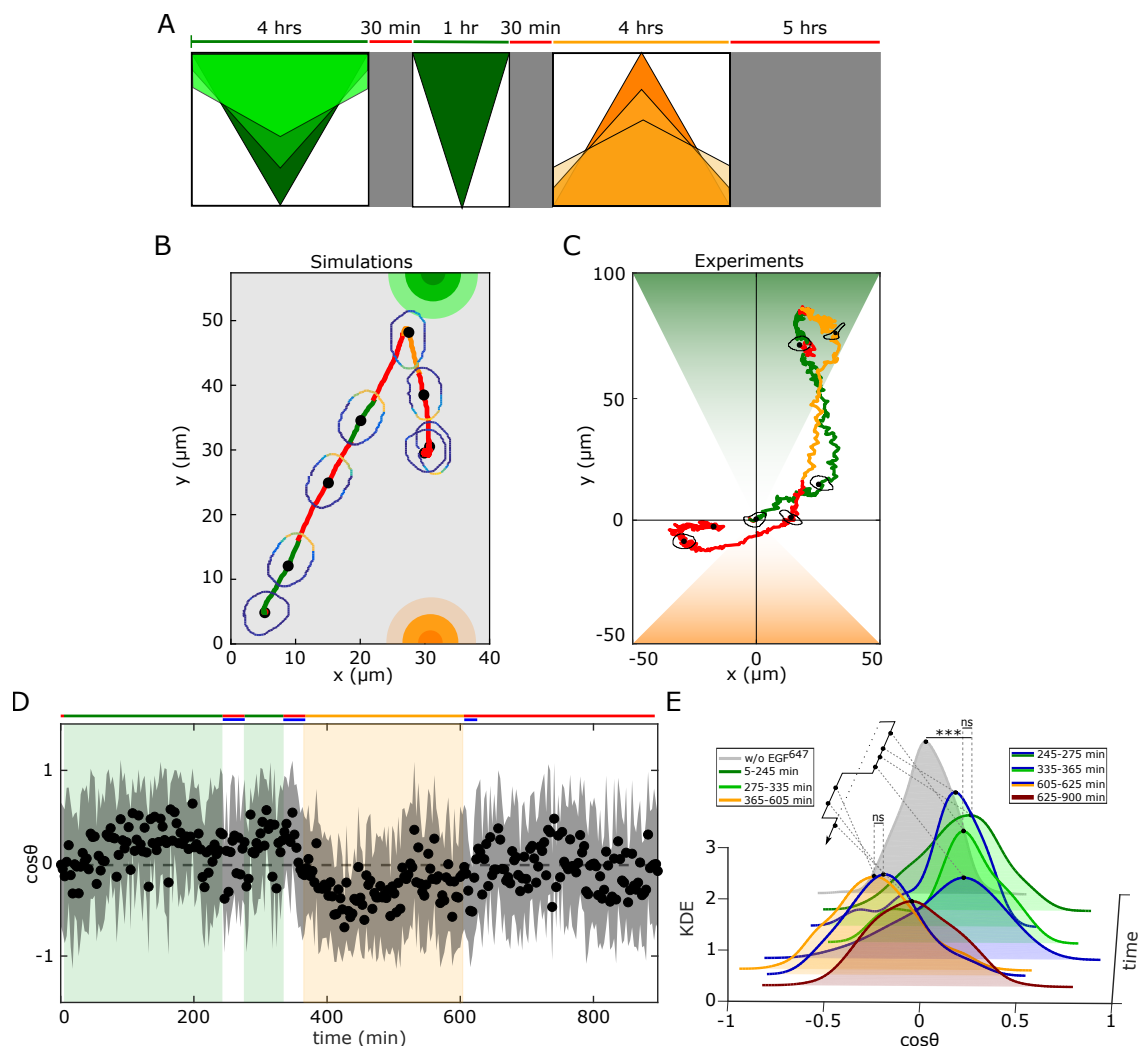 A
4 hrs 30 min 1 hr 30 min 4 hrs 5 hrs
B
Simulations
50
40
30
20
10
0
y (μm)
0 10 20 30 40
x (μm)
C
Experiments
100
50
0
-50
y (μm)
-50 0 50
x (μm)
D
1
0
-1
cosθ
0 200 400 600 800
time (min)
E
w/o EGF647
5-245 min
275-335 min
365-605 min
ns
*** ns
245-275 min
335-365 min
605-625 min
625-900 min
3
2
1
0
KDE
time
-1 -0.5 0 0.5 1
cosθ